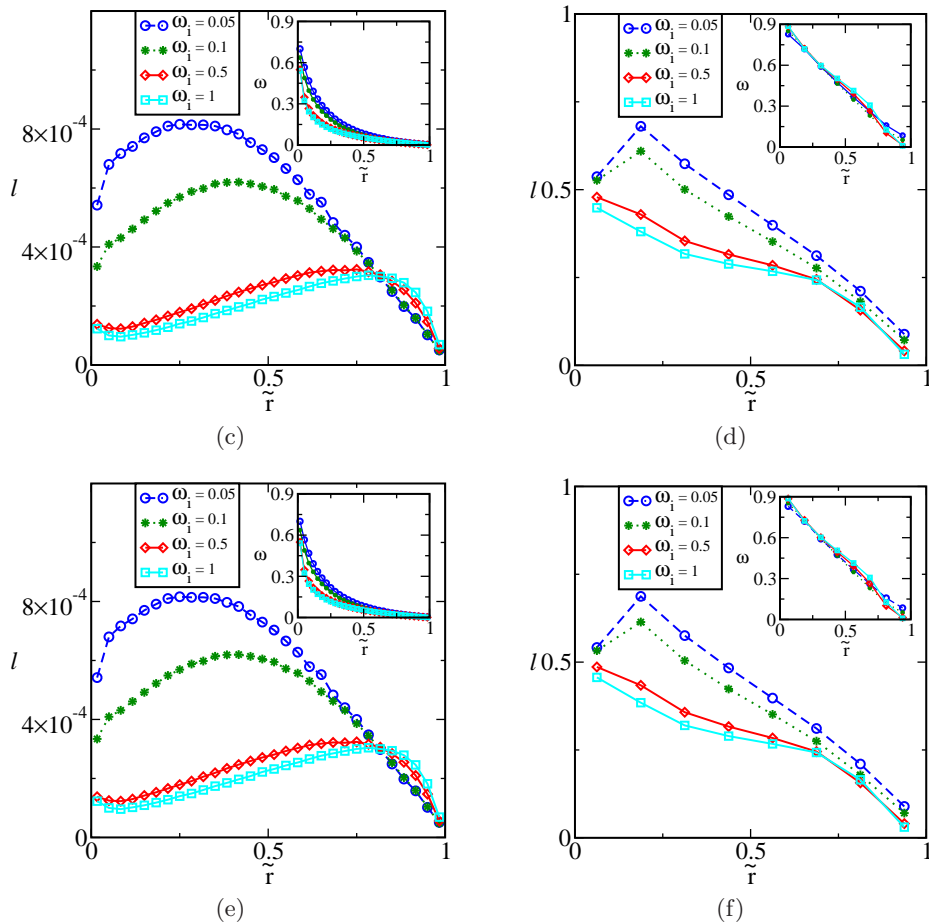 ω_i = 0.05
ω_i = 0.1
ω_i = 0.5
ω_i = 1
0.9
0.6
ω
0.3
0
0 0.5 1
r̃
8×10⁻⁴
l
4×10⁻⁴
0
0 0.5 1
r̃
(c)
1
ω_i = 0.05
ω_i = 0.1
ω_i = 0.5
ω_i = 1
0.9
0.6
ω
0.3
0
0 0.5 1
r̃
l 0.5
0
0 0.5 1
r̃
(d)
ω_i = 0.05
ω_i = 0.1
ω_i = 0.5
ω_i = 1
0.9
0.6
ω
0.3
0
0 0.5 1
r̃
8×10⁻⁴
l
4×10⁻⁴
0
0 0.5 1
r̃
(e)
1
ω_i = 0.05
ω_i = 0.1
ω_i = 0.5
ω_i = 1
0.9
0.6
ω
0.3
0
0 0.5 1
r̃
l 0.5
0
0 0.5 1
r̃
(f)